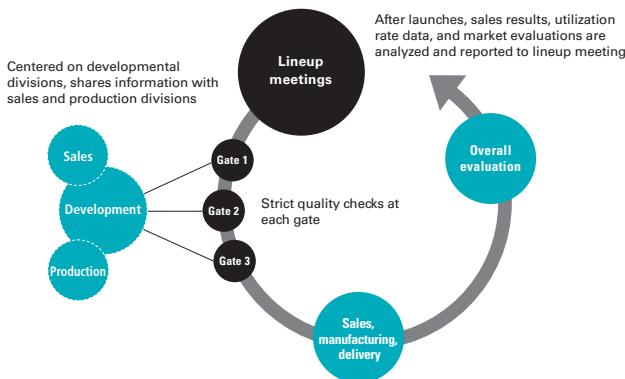 After launches, sales results, utilization
rate data, and market evaluations are
analyzed and reported to lineup meeting
Lineup
meetings
Centered on developmental
divisions, shares information with
sales and production divisions
Sales
Development
Production
Gate 1
Gate 2
Gate 3
Strict quality checks at
each gate
Overall
evaluation
Sales,
manufacturing,
delivery